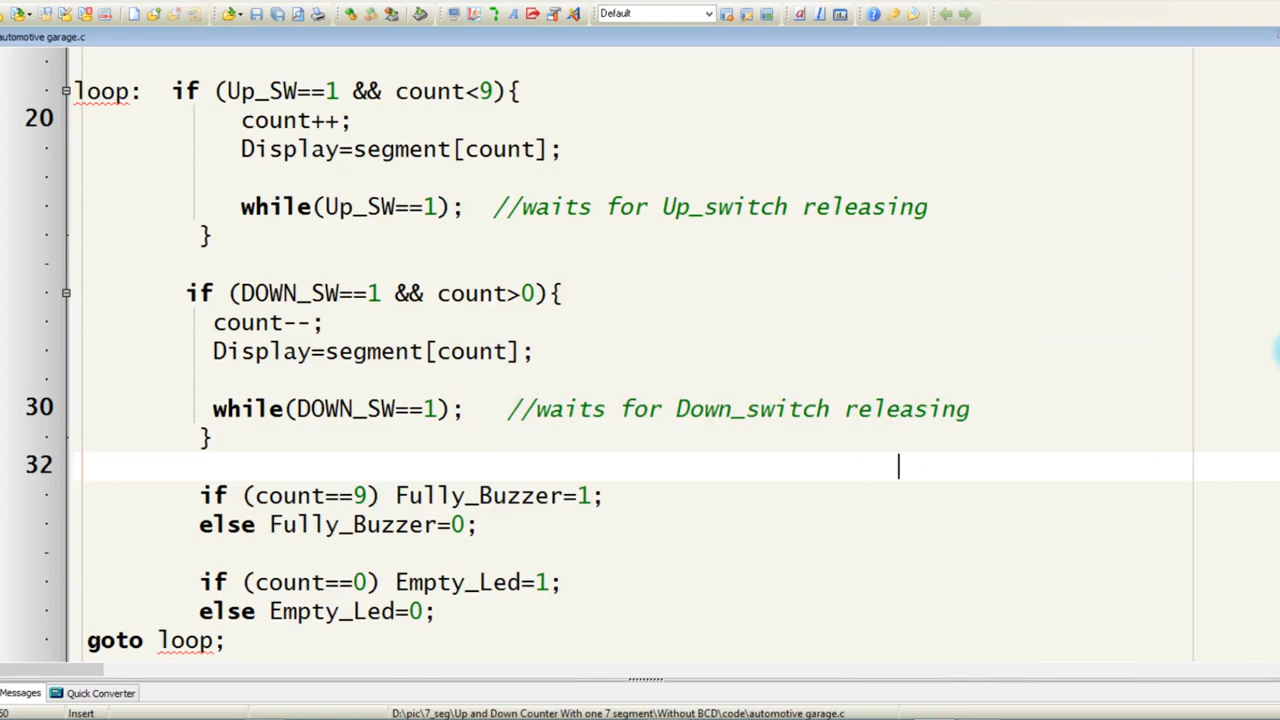 Default
automotive garage.c
loop: if (Up_SW==1 && count<9){
20 count++;
Display=segment[count];
while(Up_SW==1); //waits for Up_switch releasing
}
if (DOWN_SW==1 && count>0){
count--;
Display=segment[count];
30 while(DOWN_SW==1); //waits for Down_switch releasing
}
32
if (count==9) Fully_Buzzer=1;
else Fully_Buzzer=0;
if (count==0) Empty_Led=1;
else Empty_Led=0;
goto loop;
Messages Quick Converter
60 Insert D:\pic\7_seg\Up and Down Counter With one 7 segment\Without BCD\code\automotive garage.c